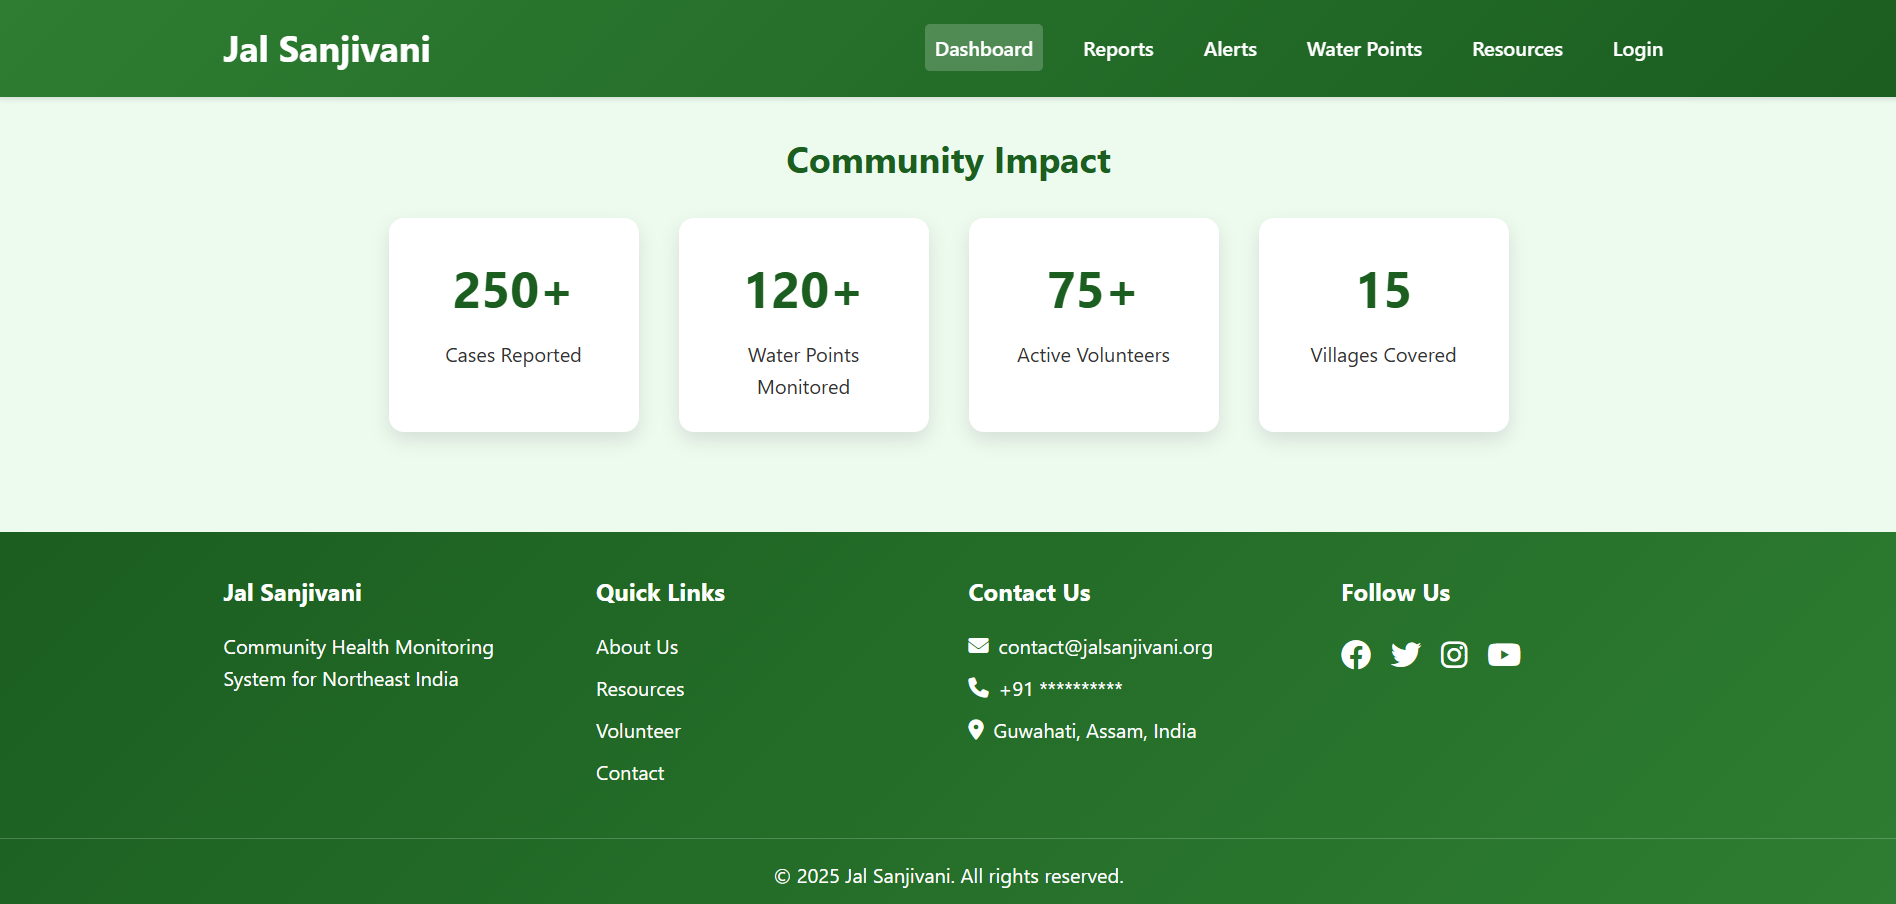 Jal Sanjivani
Dashboard Reports Alerts Water Points Resources Login
Community Impact
250+
Cases Reported
120+
Water Points
Monitored
75+
Active Volunteers
15
Villages Covered
Jal Sanjivani
Community Health Monitoring
System for Northeast India
Quick Links
About Us
Resources
Volunteer
Contact
Contact Us
contact@jalsanjivani.org
+91 **********
Guwahati, Assam, India
Follow Us
© 2025 Jal Sanjivani. All rights reserved.